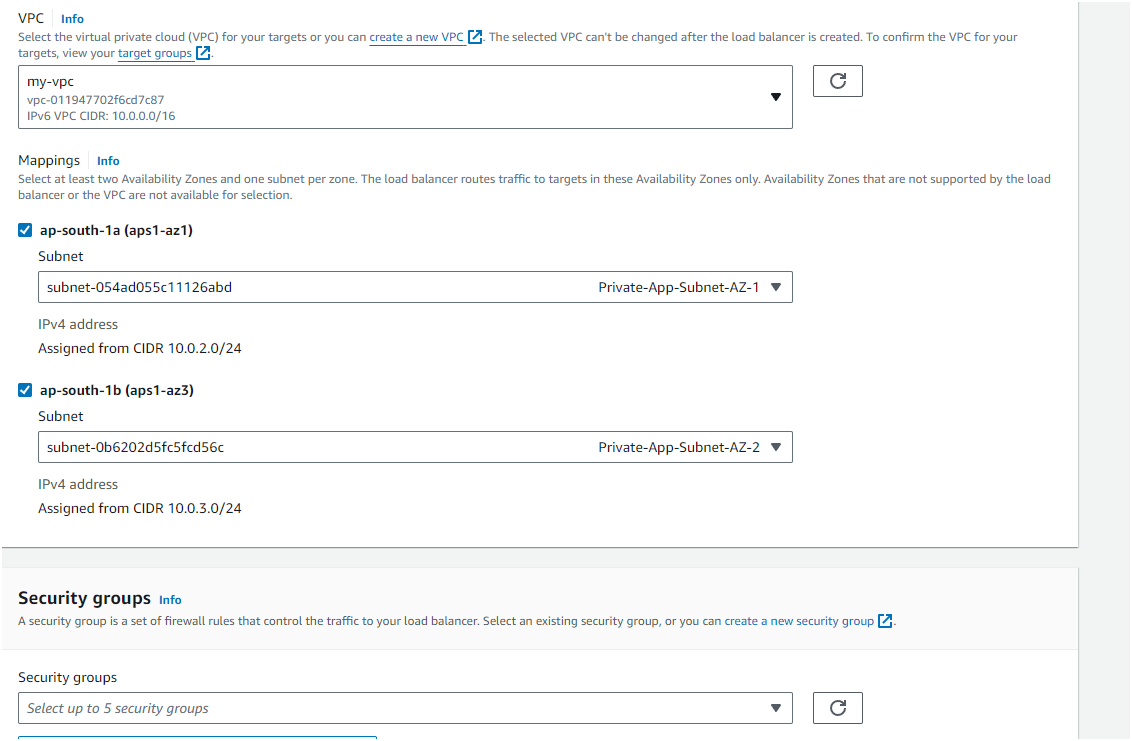 VPC Info
Select the virtual private cloud (VPC) for your targets or you can create a new VPC. The selected VPC can't be changed after the load balancer is created. To confirm the VPC for your
targets, view your target groups.
my-vpc
vpc-011947702f6cd7c87
IPv6 VPC CIDR: 10.0.0.0/16
Mappings Info
Select at least two Availability Zones and one subnet per zone. The load balancer routes traffic to targets in these Availability Zones only. Availability Zones that are not supported by the load
balancer or the VPC are not available for selection.
ap-south-1a (aps1-az1)
Subnet
subnet-054ad055c11126abd Private-App-Subnet-AZ-1
IPv4 address
Assigned from CIDR 10.0.2.0/24
ap-south-1b (aps1-az3)
Subnet
subnet-0b6202d5fc5fcd56c Private-App-Subnet-AZ-2
IPv4 address
Assigned from CIDR 10.0.3.0/24
Security groups Info
A security group is a set of firewall rules that control the traffic to your load balancer. Select an existing security group, or you can create a new security group.
Security groups
Select up to 5 security groups